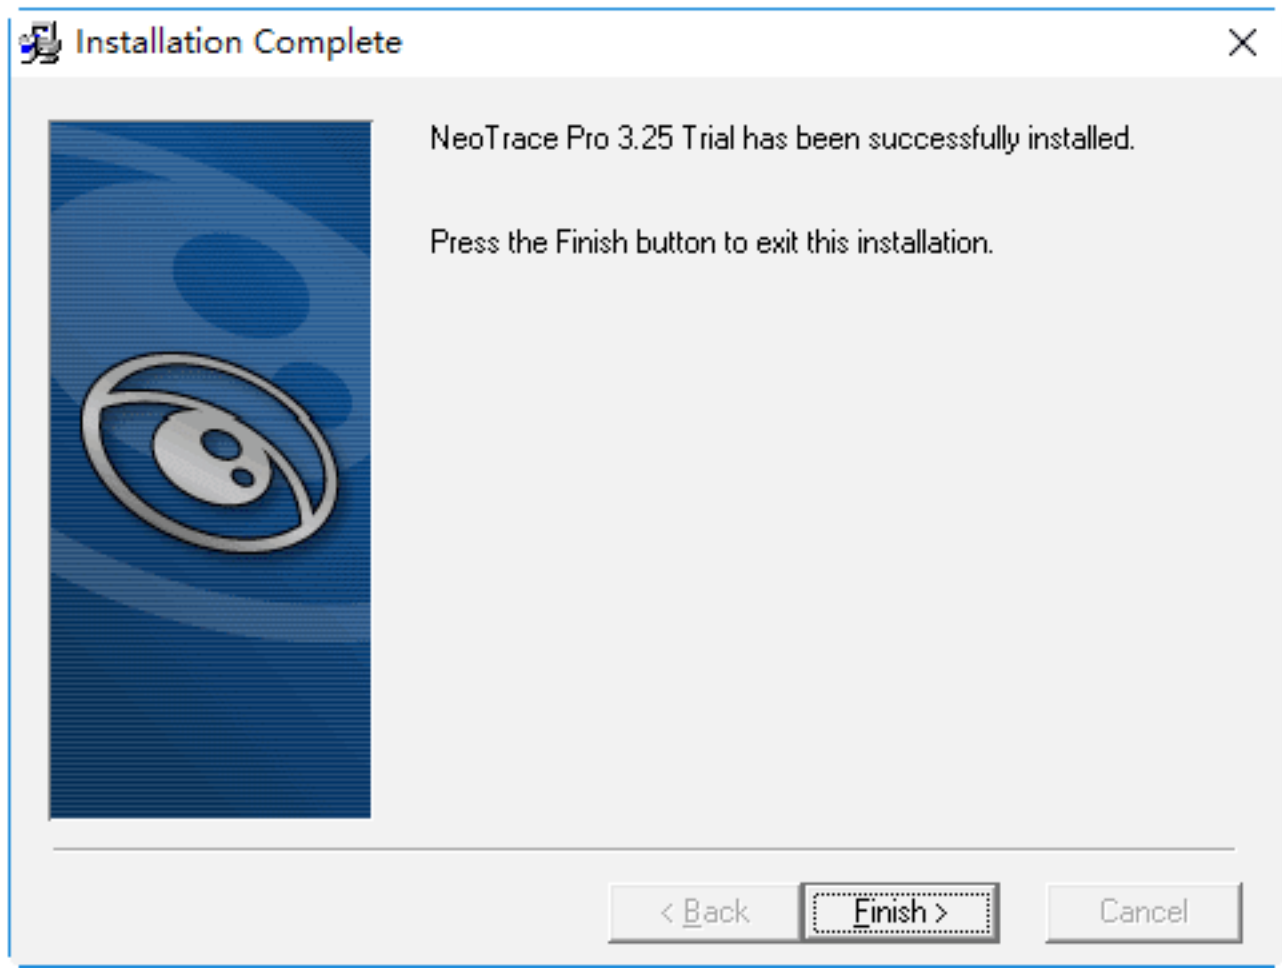 Installation Complete
NeoTrace Pro 3.25 Trial has been successfully installed.
Press the Finish button to exit this installation.
< Back
Finish >
Cancel